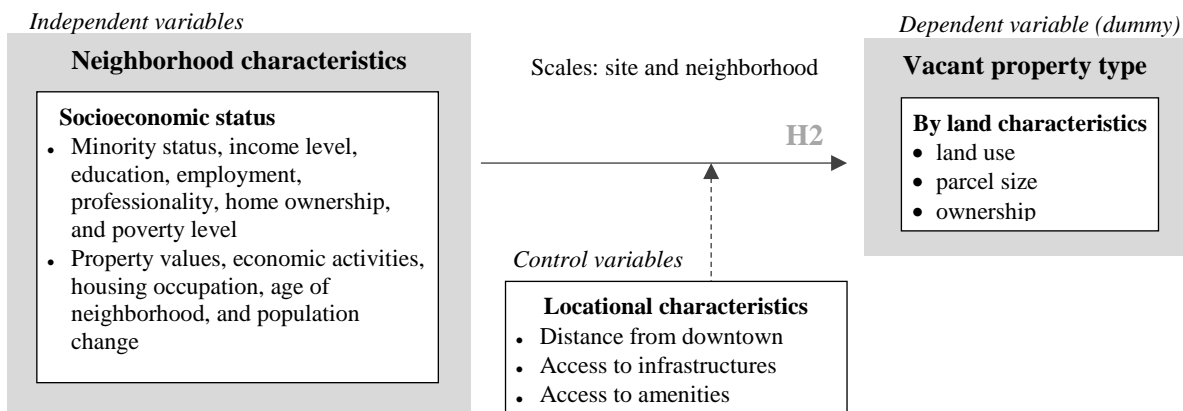 Independent variables
Neighborhood characteristics
Socioeconomic status
• Minority status, income level,
education, employment,
professionality, home ownership,
and poverty level
• Property values, economic activities,
housing occupation, age of
neighborhood, and population
change
Scales: site and neighborhood
H2
Control variables
Locational characteristics
• Distance from downtown
• Access to infrastructures
• Access to amenities
Dependent variable (dummy)
Vacant property type
By land characteristics
• land use
• parcel size
• ownership